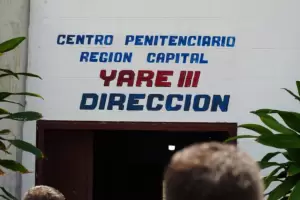 CENTRO PENITENCIARIO
REGION CAPITAL
YARE III
DIRECCION